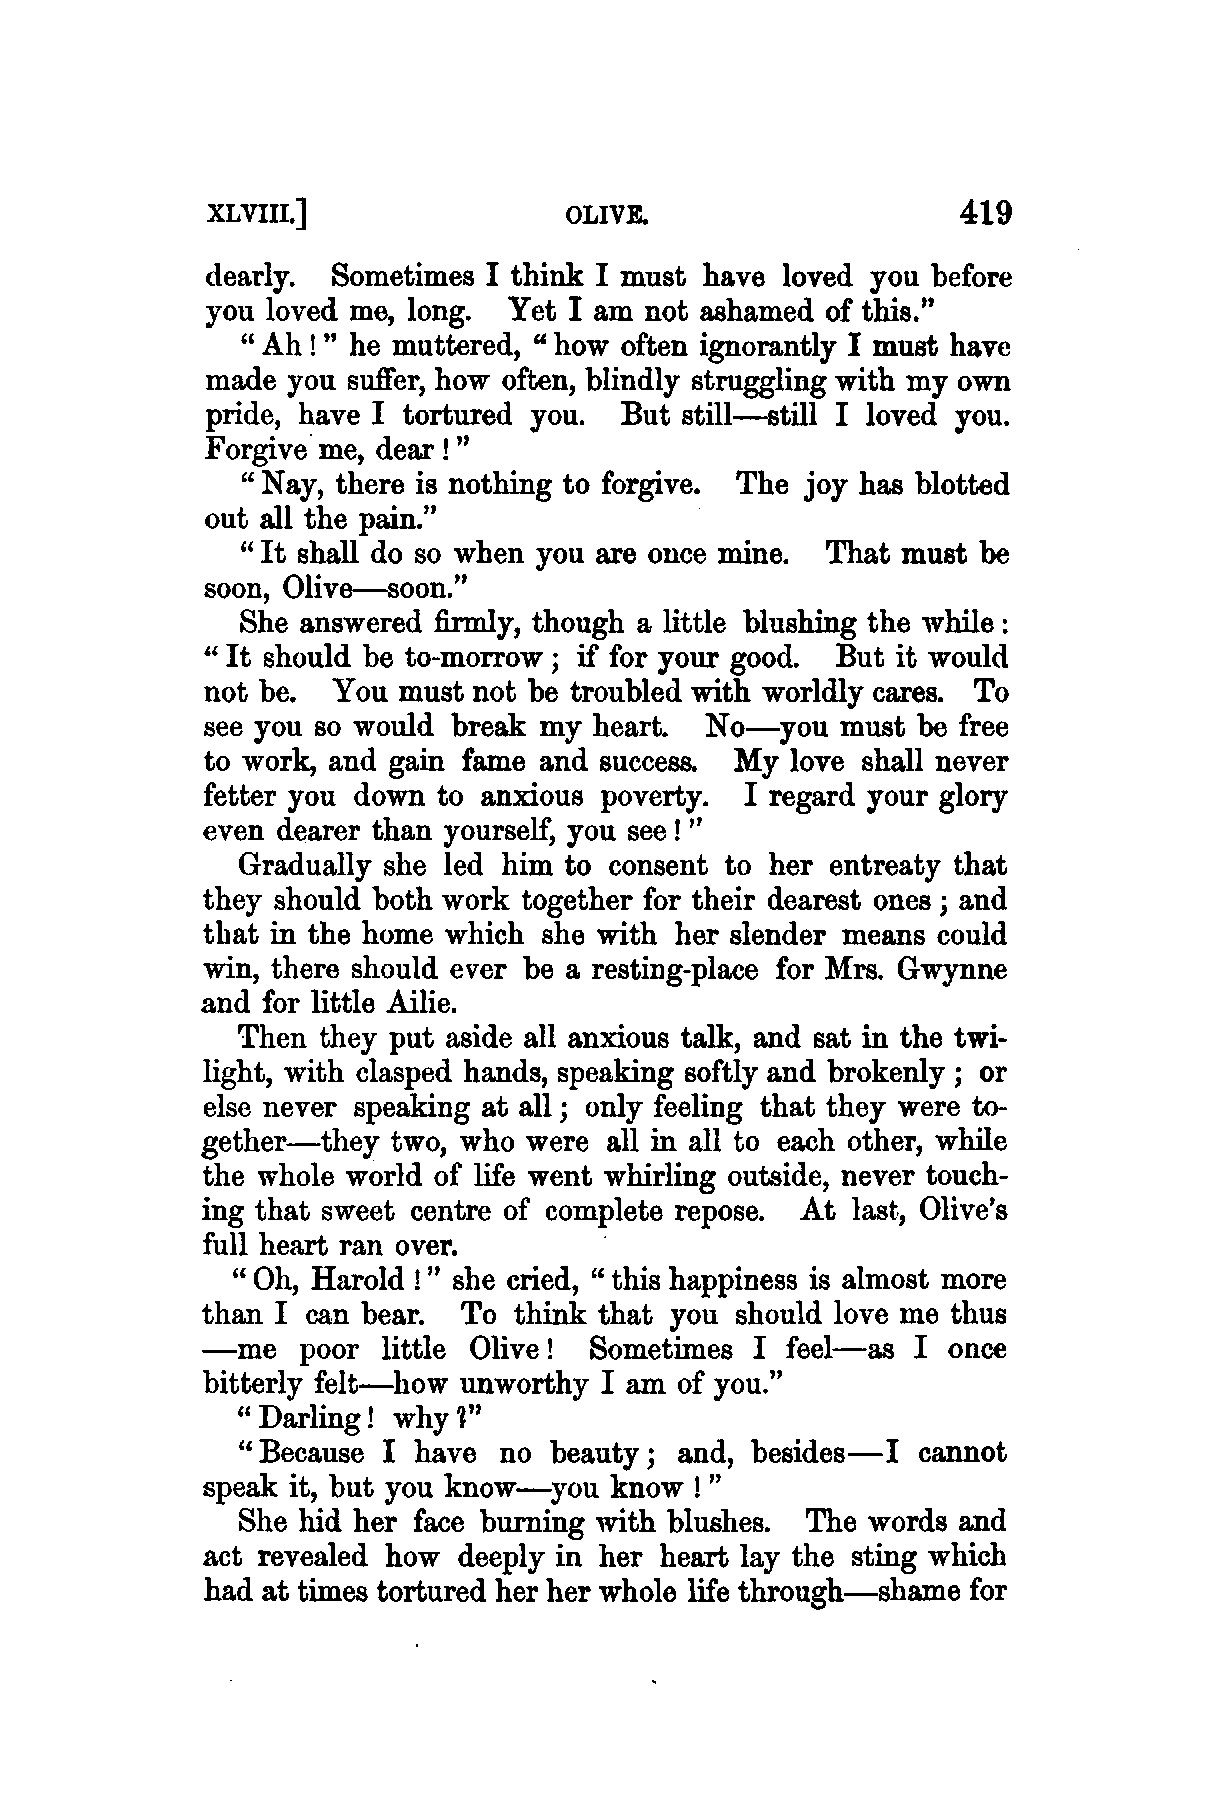 XLVIII.] OLIVE. 419
dearly. Sometimes I think I must have loved you before
you loved me, long. Yet I am not ashamed of this."
"Ah!" he muttered, "how often ignorantly I must have
made you suffer, how often, blindly struggling with my own
pride, have I tortured you. But still—still I loved you.
Forgive me, dear!"
"Nay, there is nothing to forgive. The joy has blotted
out all the pain."
"It shall do so when you are once mine. That must be
soon, Olive—soon."
She answered firmly, though a little blushing the while:
"It should be to-morrow; if for your good. But it would
not be. You must not be troubled with worldly cares. To
see you so would break my heart. No—you must be free
to work, and gain fame and success. My love shall never
fetter you down to anxious poverty. I regard your glory
even dearer than yourself, you see!"
Gradually she led him to consent to her entreaty that
they should both work together for their dearest ones; and
that in the home which she with her slender means could
win, there should ever be a resting-place for Mrs. Gwynne
and for little Ailie.
Then they put aside all anxious talk, and sat in the twi-
light, with clasped hands, speaking softly and brokenly; or
else never speaking at all; only feeling that they were to-
gether—they two, who were all in all to each other, while
the whole world of life went whirling outside, never touch-
ing that sweet centre of complete repose. At last, Olive's
full heart ran over.
"Oh, Harold!" she cried, "this happiness is almost more
than I can bear. To think that you should love me thus
—me poor little Olive! Sometimes I feel—as I once
bitterly felt—how unworthy I am of you."
"Darling! why?"
"Because I have no beauty; and, besides—I cannot
speak it, but you know—you know!"
She hid her face burning with blushes. The words and
act revealed how deeply in her heart lay the sting which
had at times tortured her her whole life through—shame for